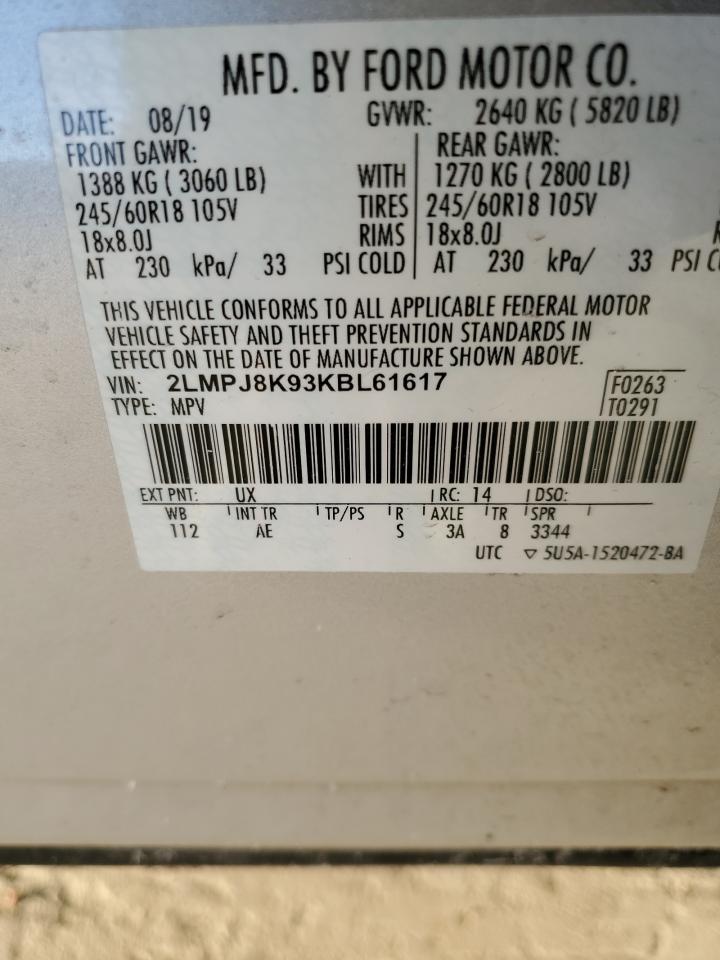 MFD. BY FORD MOTOR CO.
DATE: 08/19 GVWR: 2640 KG ( 5820 LB)
FRONT GAWR: REAR GAWR:
1388 KG ( 3060 LB) WITH 1270 KG ( 2800 LB)
245/60R18 105V TIRES 245/60R18 105V
18x8.0J RIMS 18x8.0J
AT 230 kPa/ 33 PSI COLD AT 230 kPa/ 33 PSI
THIS VEHICLE CONFORMS TO ALL APPLICABLE FEDERAL MOTOR
VEHICLE SAFETY AND THEFT PREVENTION STANDARDS IN
EFFECT ON THE DATE OF MANUFACTURE SHOWN ABOVE.
VIN: 2LMPJ8K93KBL61617 F0263
TYPE: MPV T0291
EXT PNT: UX RC: 14 DSO:
WB INT TR TP/PS R AXLE TR SPR
112 AE S 3A 8 3344
UTC ▽ 5U5A-1520472-BA